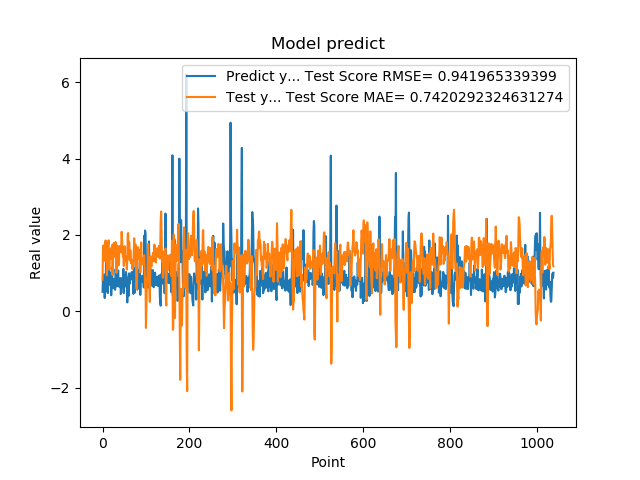 Model predict
Predict y... Test Score RMSE= 0.941965339399
Test y... Test Score MAE= 0.7420292324631274
Real value
6
4
2
0
−2
0 200 400 600 800 1000
Point